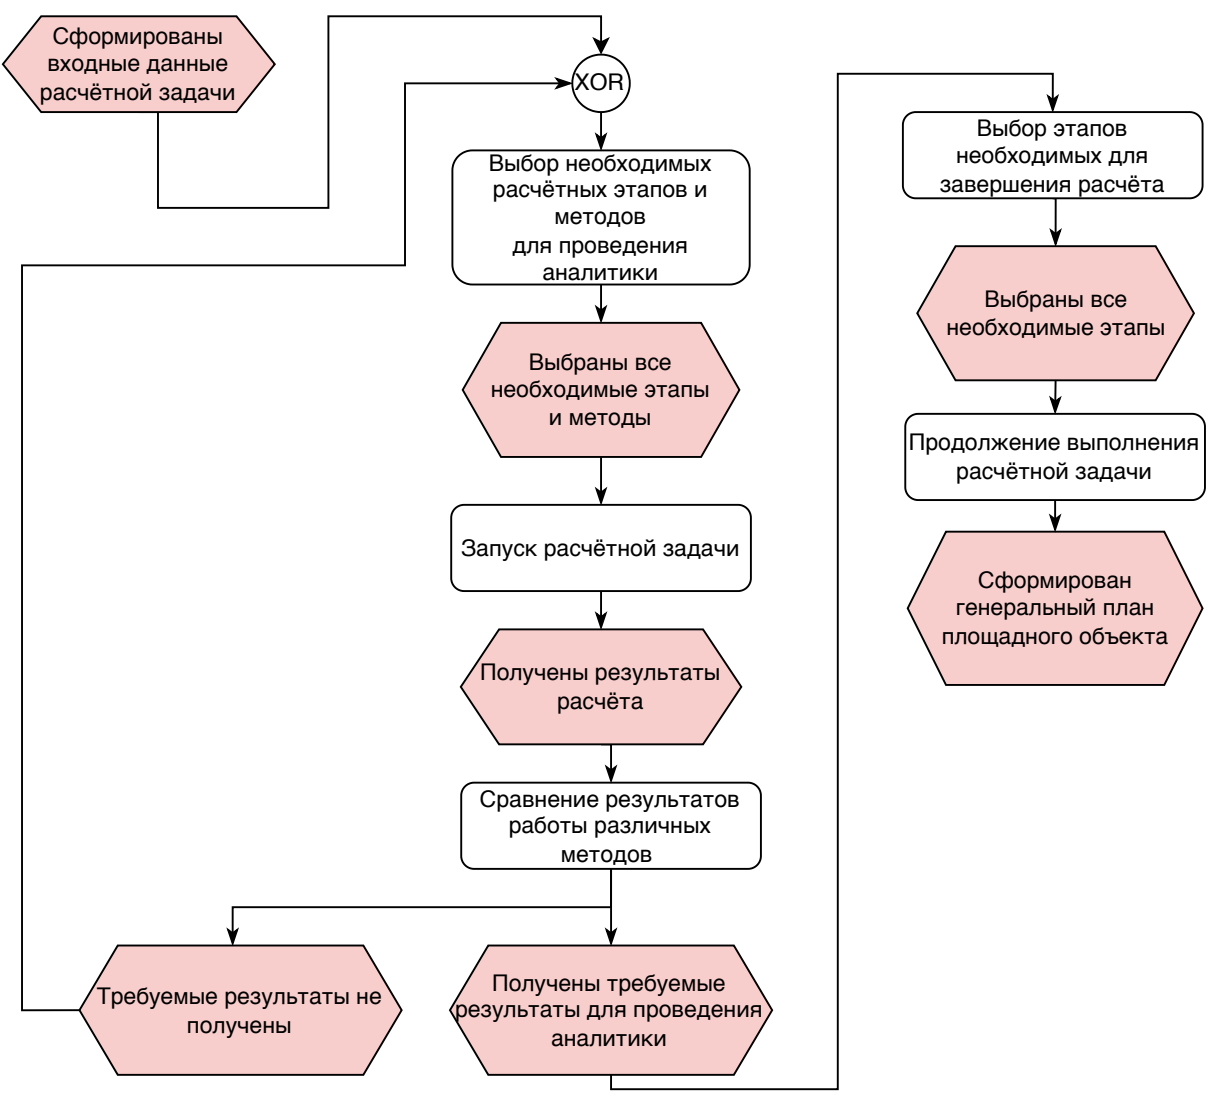 Сформированы
входные данные
расчётной задачи
XOR
Выбор необходимых
расчётных этапов и
методов
для проведения
аналитики
Выбраны все
необходимые этапы
и методы
Запуск расчётной задачи
Получены результаты
расчёта
Сравнение результатов
работы различных
методов
Требуемые результаты не
получены
Получены требуемые
результаты для проведения
аналитики
Выбор этапов
необходимых для
завершения расчёта
Выбраны все
необходимые этапы
Продолжение выполнения
расчётной задачи
Сформирован
генеральный план
площадного объекта